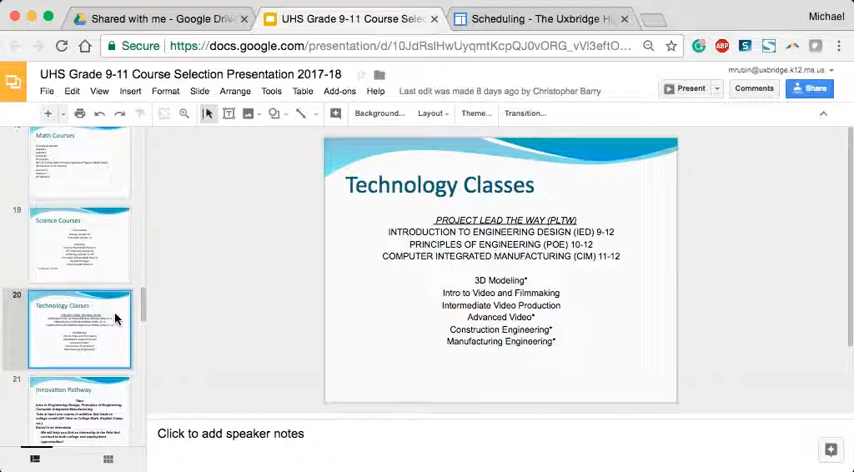 Shared with me - Google Drive
UHS Grade 9-11 Course Selec
Scheduling - The Uxbridge H
Michael
Secure
https://docs.google.com/presentation/d/
UHS Grade 9-11 Course Selection Presentation 2017-18
mrubin@uxbridge.k12.ma.us
File Edit View Insert Format Slide Arrange Tools Table Add-ons Help
Last edit was made 8 days ago by Christopher Barry
Present
Comments
Share
Background...
Layout
Theme...
Transition...
Math Courses
19
Science Courses
20
Technology Classes
21
Innovation Pathway
Technology Classes
PROJECT LEAD THE WAY (PLTW)
INTRODUCTION TO ENGINEERING DESIGN (IED) 9-12
PRINCIPLES OF ENGINEERING (POE) 10-12
COMPUTER INTEGRATED MANUFACTURING (CIM) 11-12
3D Modeling*
Intro to Video and Filmmaking
Intermediate Video Production
Advanced Video*
Construction Engineering*
Manufacturing Engineering*
Click to add speaker notes